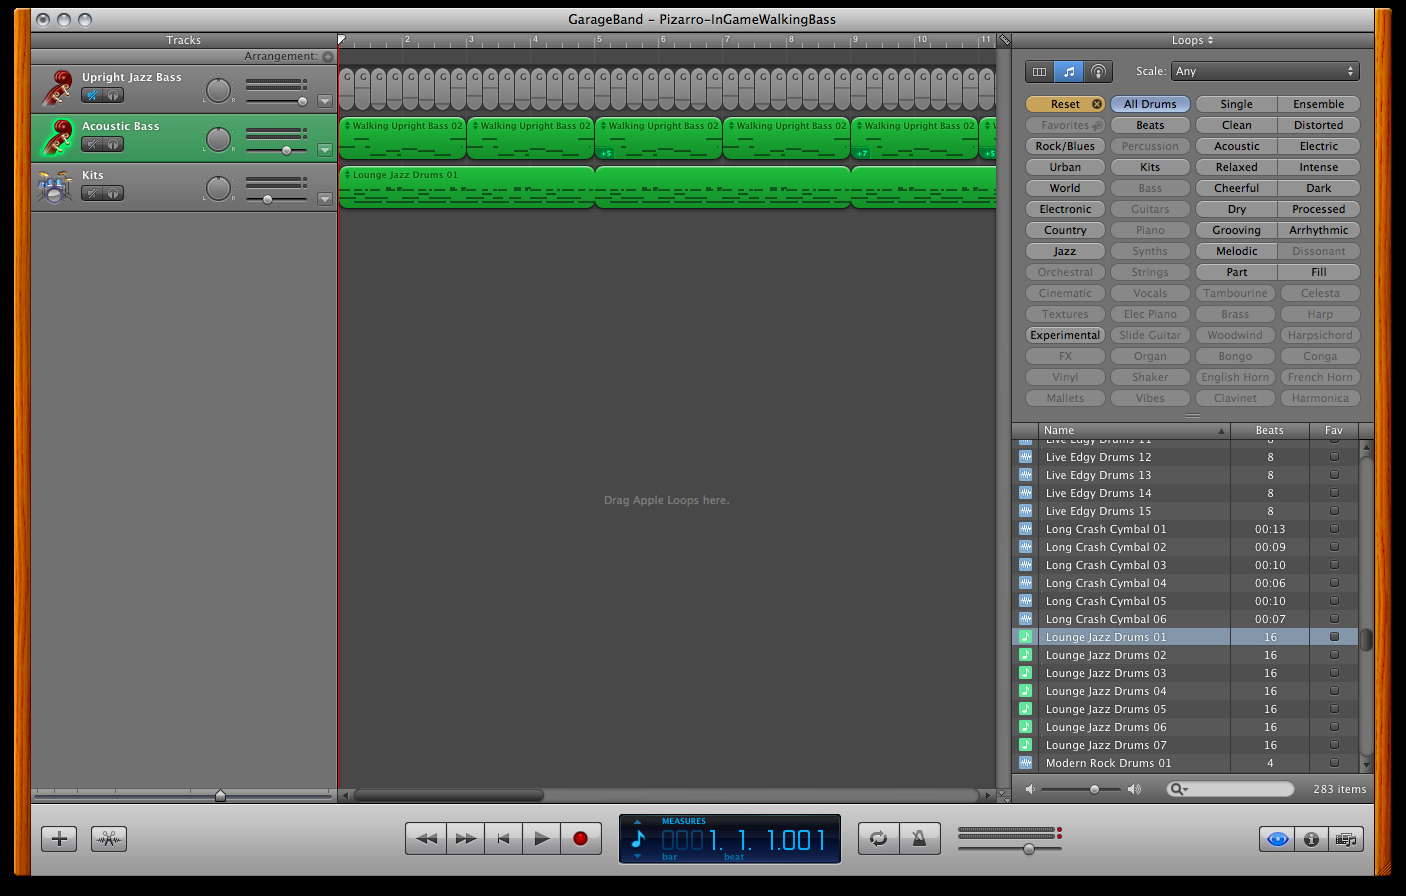 GarageBand – Pizarro-InGameWalkingBass
Tracks
Arrangement:
Upright Jazz Bass
L R
Acoustic Bass
L R
Kits
L R
2 3 4 5 6 7 8 9 10 11
G G G G G G G G G G G G G G G G G G G G G G G G G G G G G G G G G G G G G G G G G
Walking Upright Bass 02 Walking Upright Bass 02 Walking Upright Bass 02 Walking Upright Bass 02 Walking Upright Bass 02 W
+5 +7 +5
Lounge Jazz Drums 01
Drag Apple Loops here.
Loops
Scale: Any
Reset All Drums Single Ensemble
Favorites Beats Clean Distorted
Rock/Blues Percussion Acoustic Electric
Urban Kits Relaxed Intense
World Bass Cheerful Dark
Electronic Guitars Dry Processed
Country Piano Grooving Arrhythmic
Jazz Synths Melodic Dissonant
Orchestral Strings Part Fill
Cinematic Vocals Tambourine Celesta
Textures Elec Piano Brass Harp
Experimental Slide Guitar Woodwind Harpsichord
FX Organ Bongo Conga
Vinyl Shaker English Horn French Horn
Mallets Vibes Clavinet Harmonica
Name Beats Fav
Live Edgy Drums 11 8
Live Edgy Drums 12 8
Live Edgy Drums 13 8
Live Edgy Drums 14 8
Live Edgy Drums 15 8
Long Crash Cymbal 01 00:13
Long Crash Cymbal 02 00:09
Long Crash Cymbal 03 00:10
Long Crash Cymbal 04 00:06
Long Crash Cymbal 05 00:10
Long Crash Cymbal 06 00:07
Lounge Jazz Drums 01 16
Lounge Jazz Drums 02 16
Lounge Jazz Drums 03 16
Lounge Jazz Drums 04 16
Lounge Jazz Drums 05 16
Lounge Jazz Drums 06 16
Lounge Jazz Drums 07 16
Modern Rock Drums 01 4
283 items
MEASURES
0001. 1. 1.001
bar beat